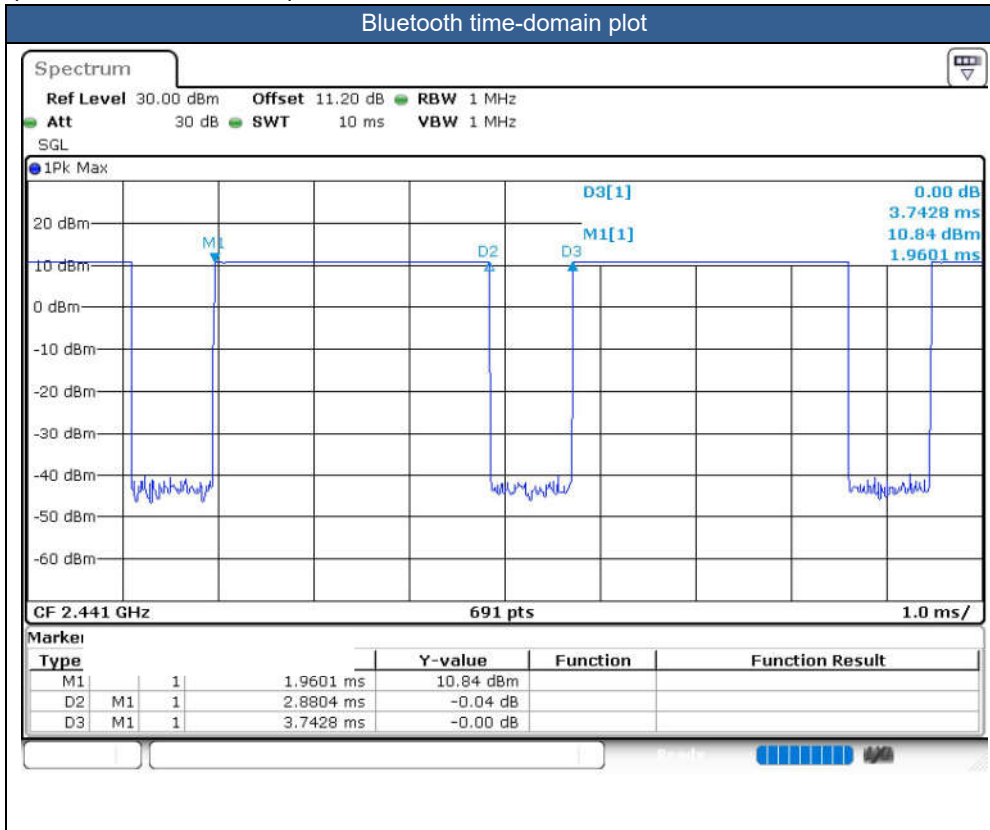 Bluetooth time-domain plot
Spectrum
Ref Level 30.00 dBm Offset 11.20 dB RBW 1 MHz
Att 30 dB SWT 10 ms VBW 1 MHz
SGL
1Pk Max
D3[1] 0.00 dB
3.7428 ms
M1[1] 10.84 dBm
1.9601 ms
M1
D2
D3
20 dBm
10 dBm
0 dBm
-10 dBm
-20 dBm
-30 dBm
-40 dBm
-50 dBm
-60 dBm
CF 2.441 GHz 691 pts 1.0 ms/
Type Y-value Function Function Result
M1 1 1.9601 ms 10.84 dBm
D2 M1 1 2.8804 ms -0.04 dB
D3 M1 1 3.7428 ms -0.00 dB